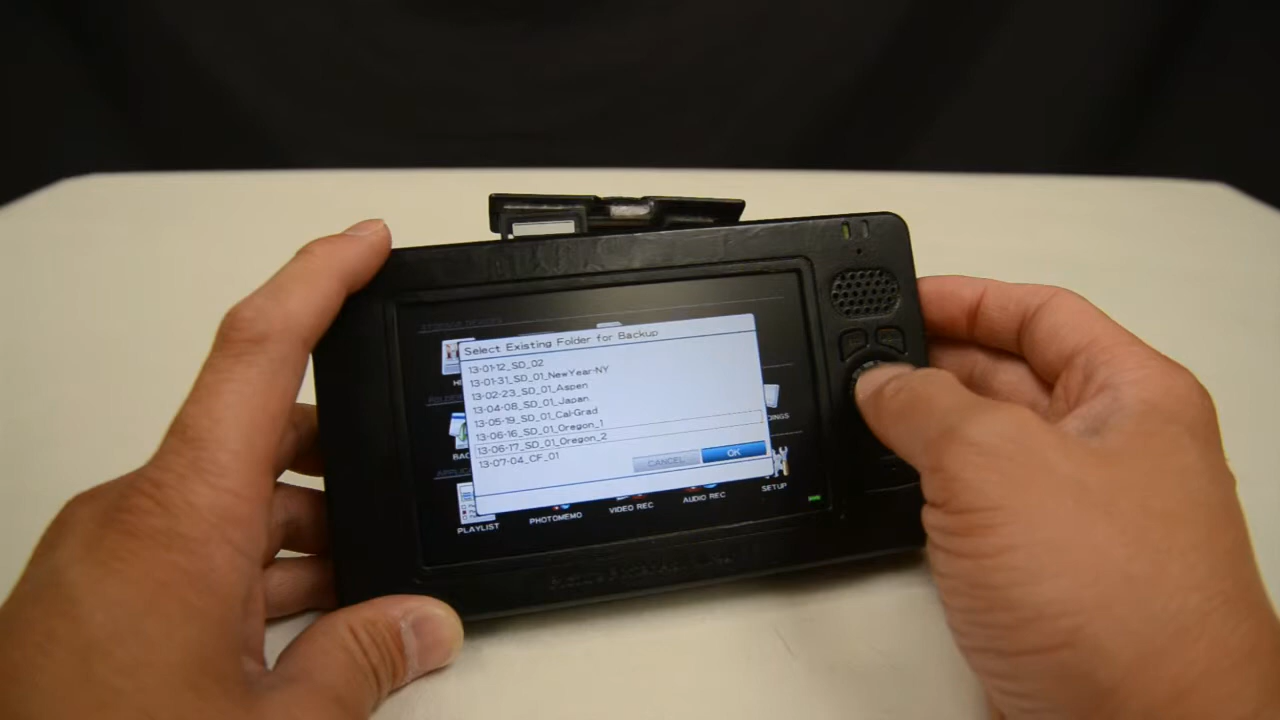 Select Existing Folder for Backup
13-01-12_SD_02
13-01-31_SD_01_NewYear-NY
13-02-23_SD_01_Aspen
13-04-08_SD_01_Japan
13-05-19_SD_01_Cal-Grad
13-06-16_SD_01_Oregon_1
13-06-17_SD_01_Oregon_2
13-07-04_CF_01
CANCEL OK
PLAYLIST PHOTOMEMO VIDEO REC AUDIO REC SETUP